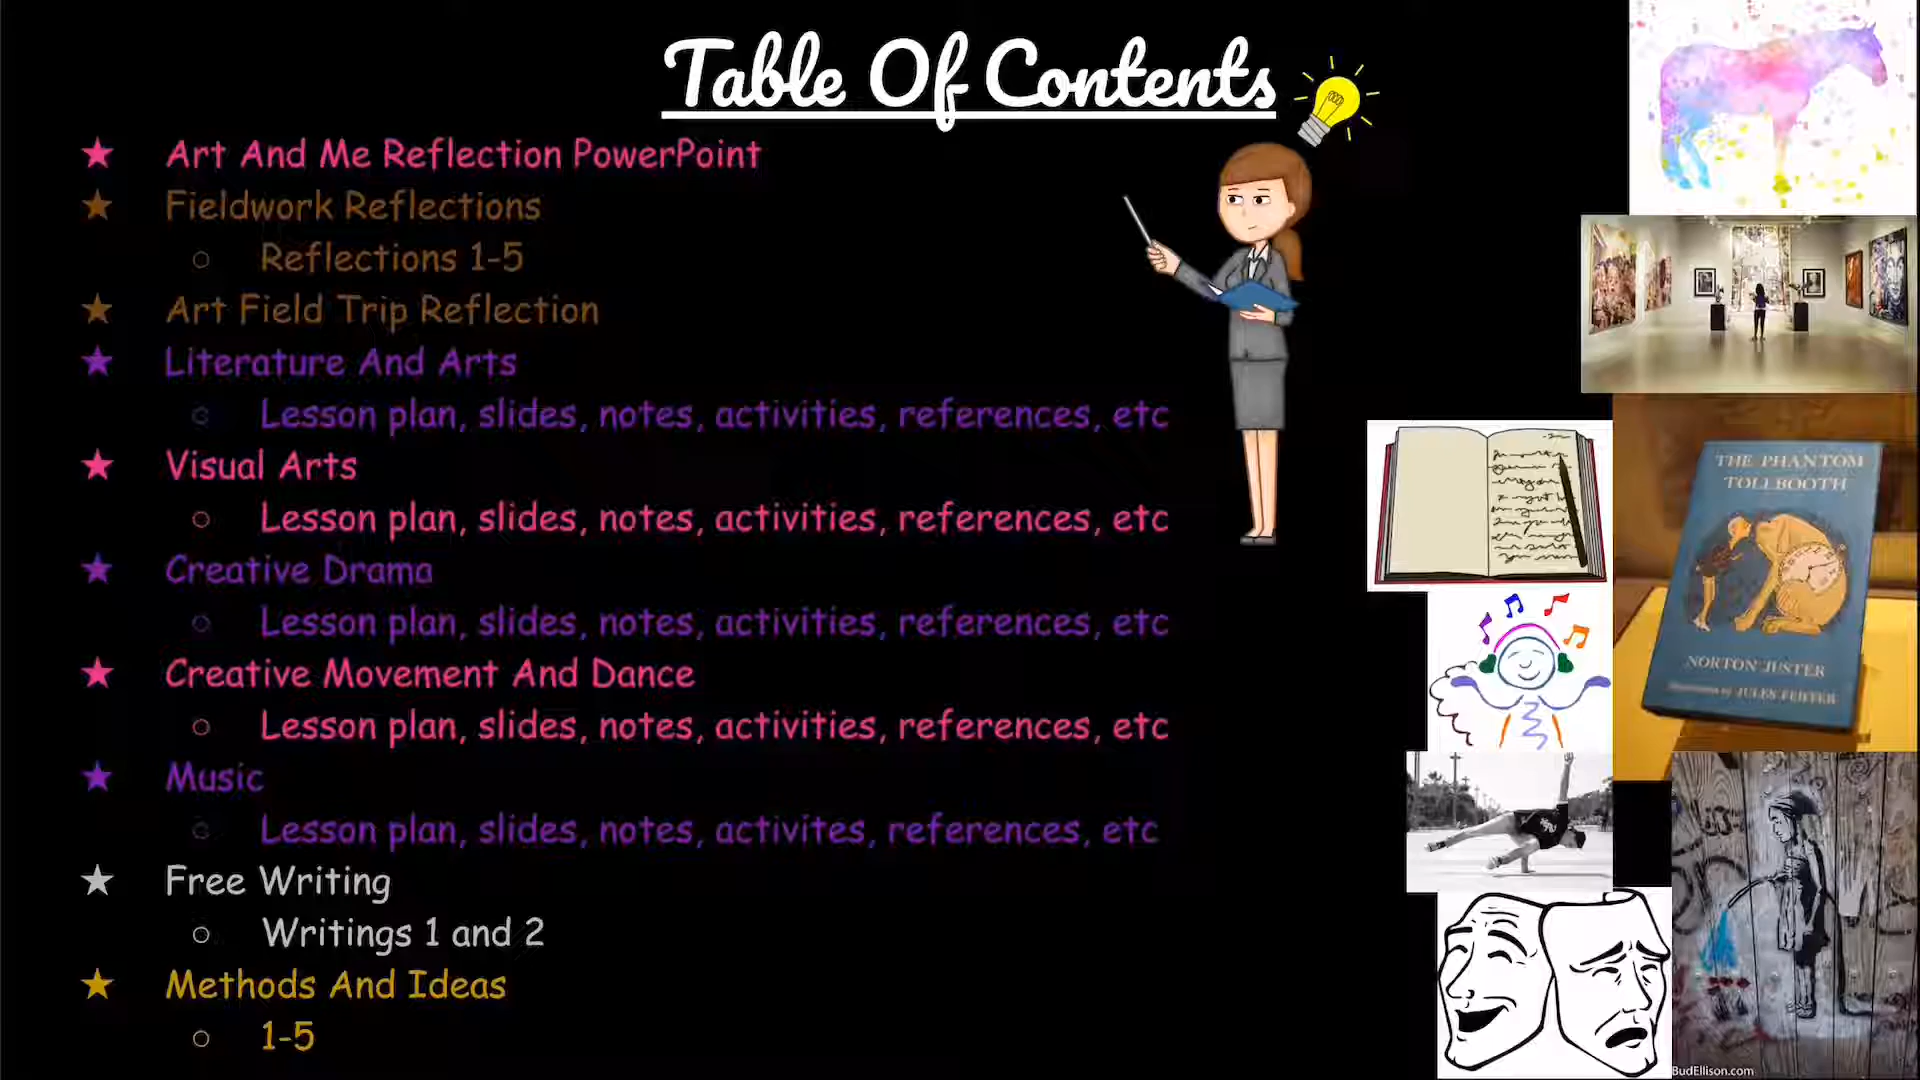 Table Of Contents
★ Art And Me Reflection PowerPoint
★ Fieldwork Reflections
○ Reflections 1-5
★ Art Field Trip Reflection
★ Literature And Arts
○ Lesson plan, slides, notes, activities, references, etc
★ Visual Arts
○ Lesson plan, slides, notes, activities, references, etc
★ Creative Drama
○ Lesson plan, slides, notes, activities, references, etc
★ Creative Movement And Dance
○ Lesson plan, slides, notes, activities, references, etc
★ Music
○ Lesson plan, slides, notes, activites, references, etc
★ Free Writing
○ Writings 1 and 2
★ Methods And Ideas
○ 1-5
THE PHANTOM
TOLLBOOTH
NORTON JUSTER
JULES FEIFFER
BudEllison.com